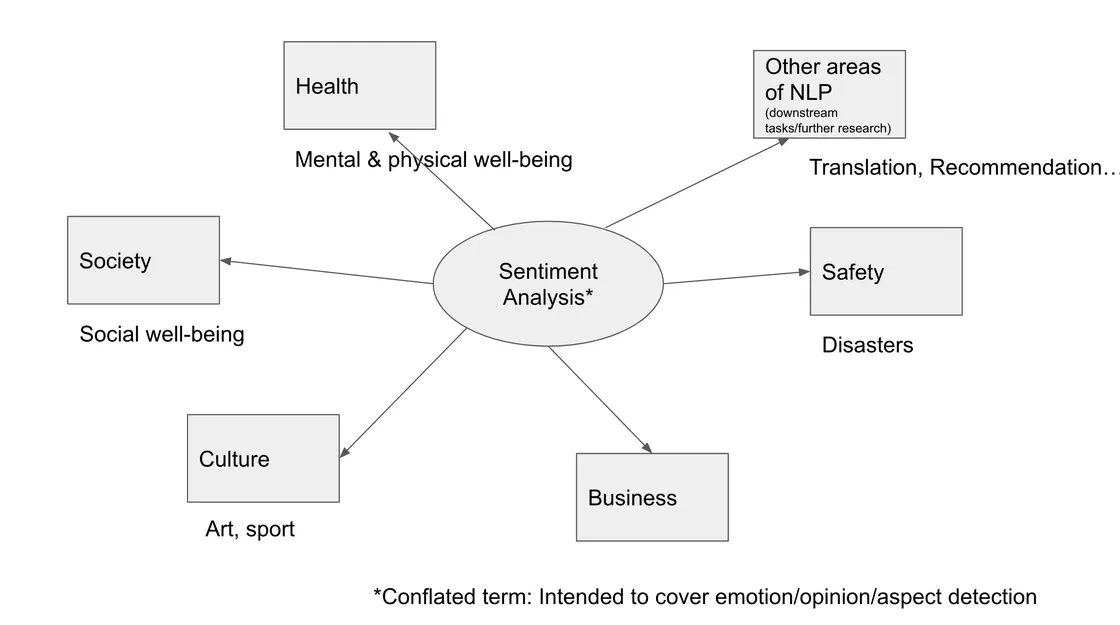 Health
Mental & physical well-being
Other areas
of NLP
(downstream
tasks/further research)
Translation, Recommendation…
Society
Social well-being
Sentiment
Analysis*
Safety
Disasters
Culture
Art, sport
Business
*Conflated term: Intended to cover emotion/opinion/aspect detection